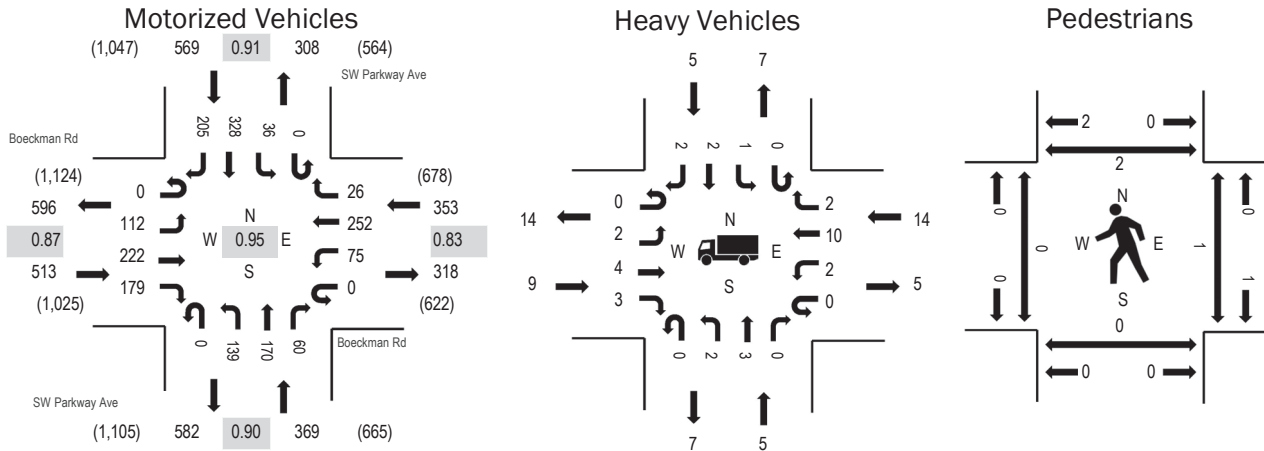 Motorized Vehicles
(1,047) 569 0.91 308 (564)
SW Parkway Ave
Boeckman Rd
205 328 36 0
(1,124) 0 26 (678)
596 112 N 252 353
0.87 W 0.95 E 0.83
513 222 S 75 318
(1,025) 179 0 (622)
0 139 170 60
Boeckman Rd
SW Parkway Ave
(1,105) 582 0.90 369 (665)
Heavy Vehicles
5 7
2 2 1 0
0 2
14 2 N 10 14
W E
9 4 S 2 5
3 0
0 2 3 0
7 5
Pedestrians
2 0
2
N
0 0
W E
0 1
0 1
S
0
0 0